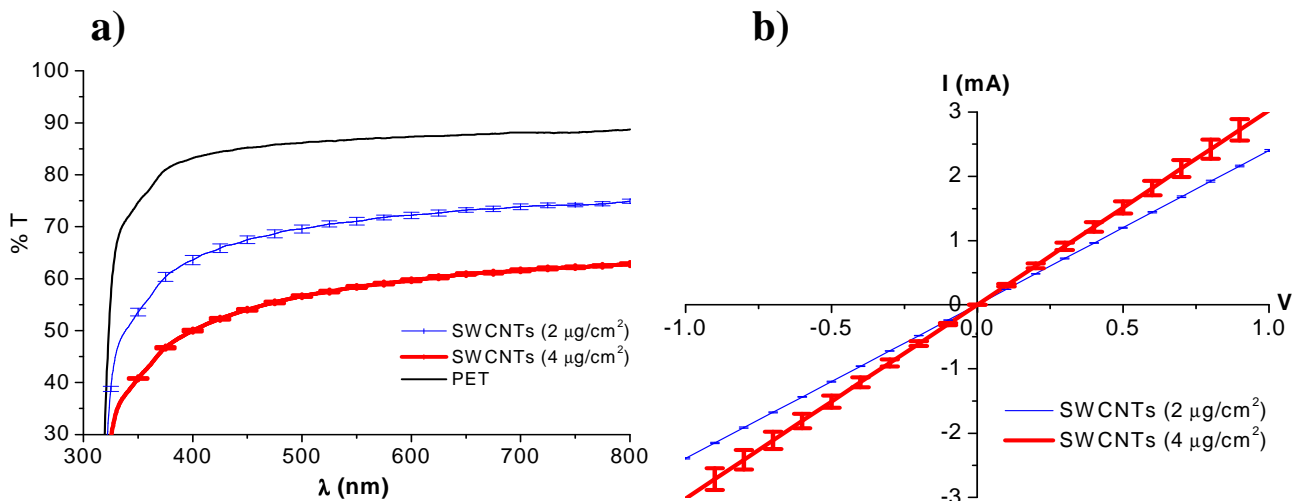 a)
% T
100
90
80
70
60
50
40
30
300
400
500
600
700
800
λ (nm)
SWCNTs (2 μg/cm²)
SWCNTs (4 μg/cm²)
PET
b)
I (mA)
3
2
1
0
-1
-2
-3
V
-1.0
-0.5
0.0
0.5
1.0
SWCNTs (2 μg/cm²)
SWCNTs (4 μg/cm²)